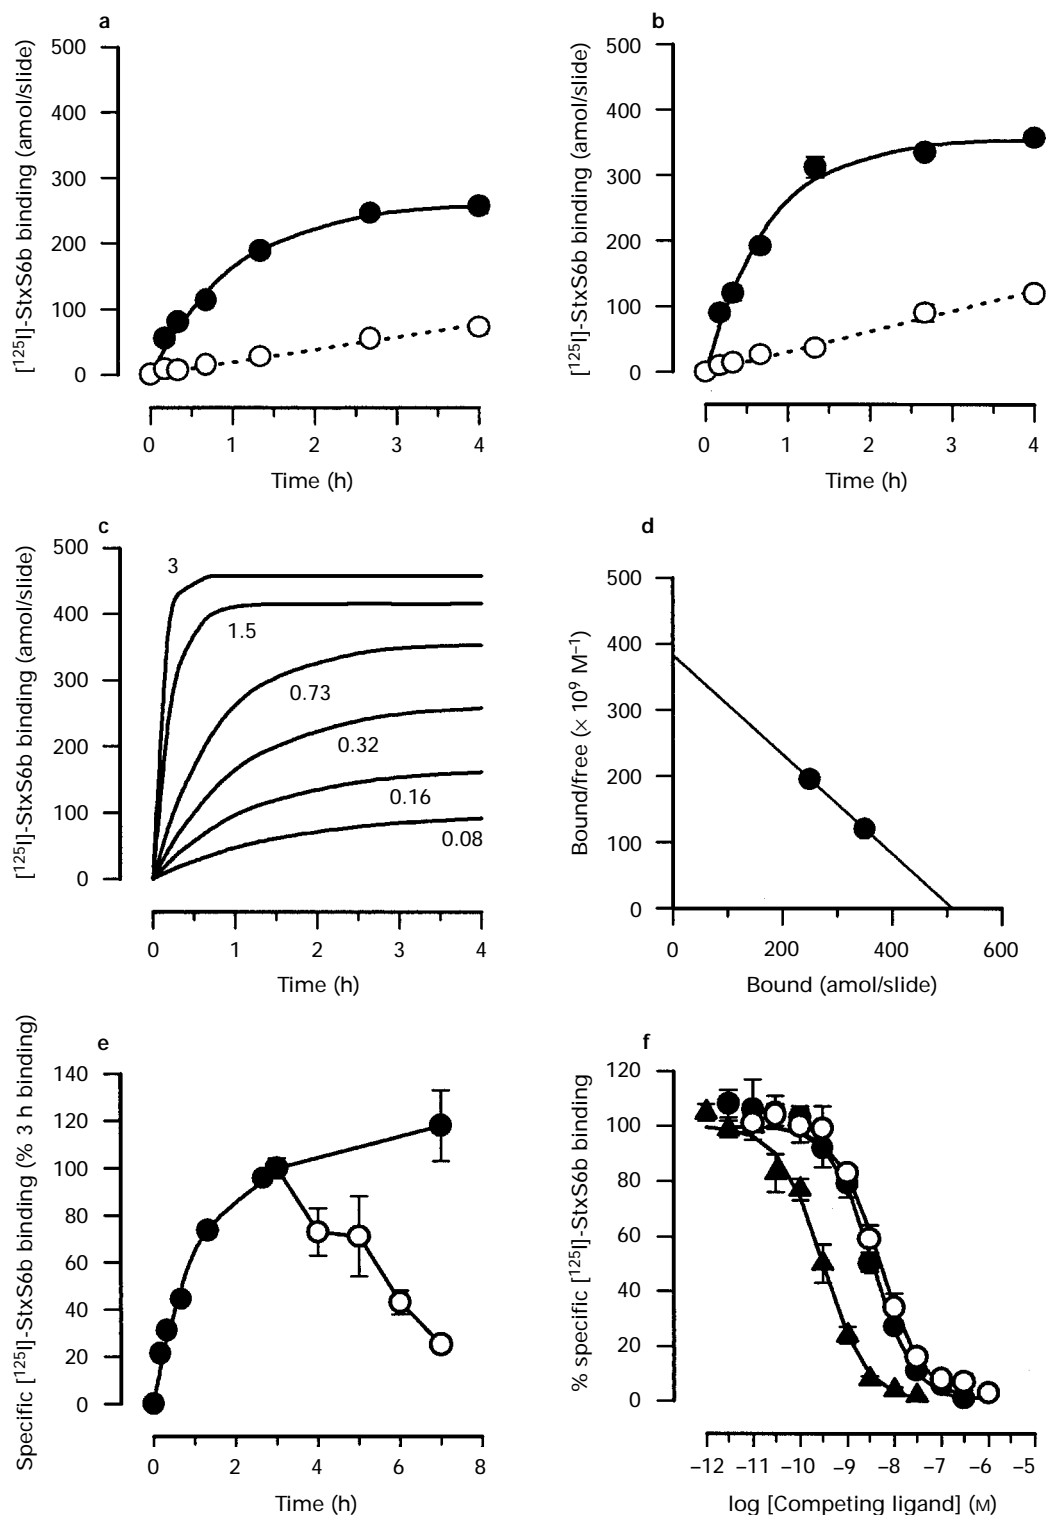 a
[¹²⁵I]-StxS6b binding (amol/slide)
500
400
300
200
100
0
0 1 2 3 4
Time (h)
b
[¹²⁵I]-StxS6b binding (amol/slide)
500
400
300
200
100
0
0 1 2 3 4
Time (h)
c
[¹²⁵I]-StxS6b binding (amol/slide)
500
400
300
200
100
0
3
1.5
0.73
0.32
0.16
0.08
0 1 2 3 4
Time (h)
d
Bound/free (× 10⁹ M⁻¹)
500
400
300
200
100
0
0 200 400 600
Bound (amol/slide)
e
Specific [¹²⁵I]-StxS6b binding (% 3 h binding)
140
120
100
80
60
40
20
0
0 2 4 6 8
Time (h)
f
% specific [¹²⁵I]-StxS6b binding
120
100
80
60
40
20
0
−12 −11 −10 −9 −8 −7 −6 −5
log [Competing ligand] (M)